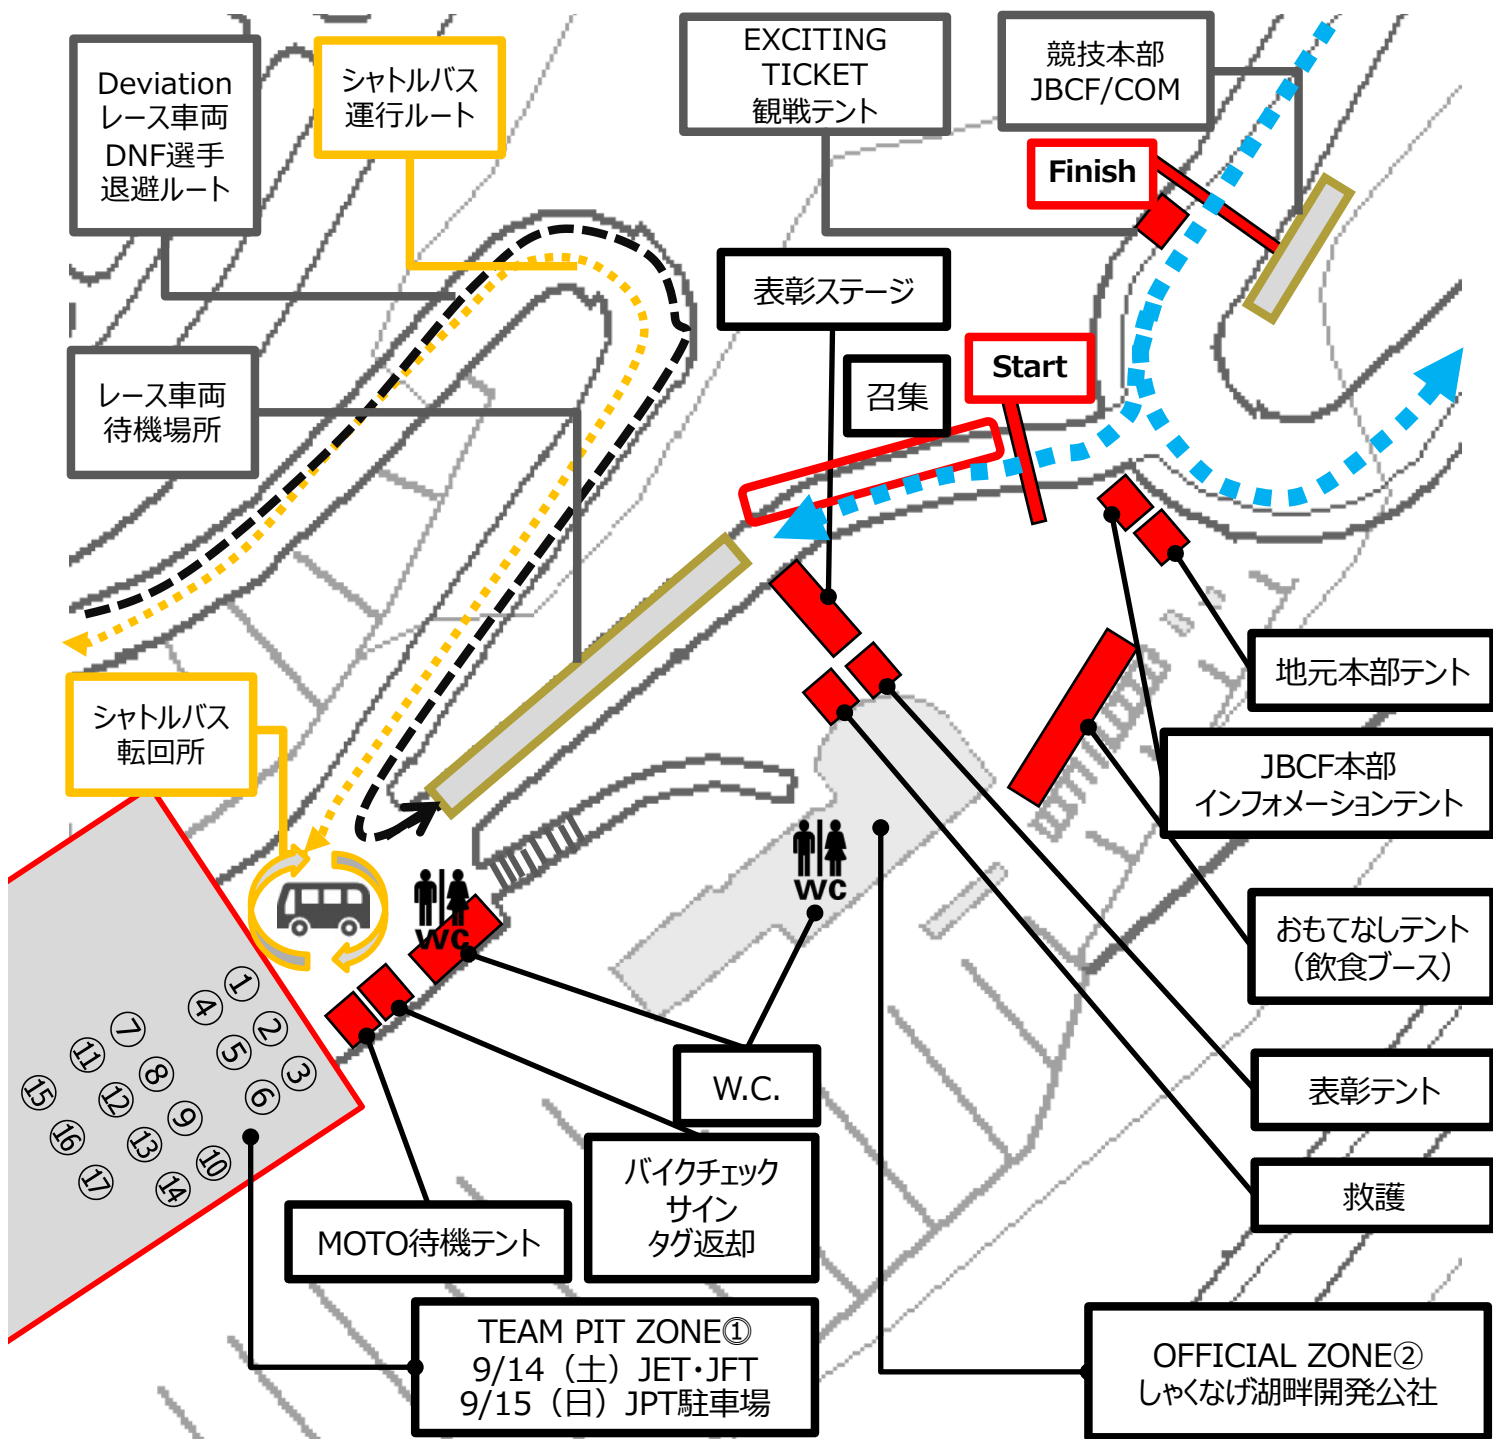 Deviation
レース車両
DNF選手
退避ルート
シャトルバス
運行ルート
EXCITING
TICKET
観戦テント
競技本部
JBCF/COM
Finish
表彰ステージ
Start
召集
レース車両
待機場所
シャトルバス
転回所
地元本部テント
JBCF本部
インフォメーションテント
おもてなしテント
（飲食ブース）
表彰テント
救護
WC
WC
W.C.
バイクチェック
サイン
タグ返却
MOTO待機テント
①
②
③
④
⑤
⑥
⑦
⑧
⑨
⑩
⑪
⑫
⑬
⑭
⑮
⑯
⑰
TEAM PIT ZONE①
9/14（土）JET・JFT
9/15（日）JPT駐車場
OFFICIAL ZONE②
しゃくなげ湖畔開発公社